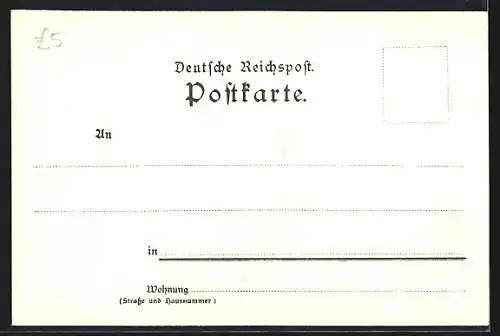 £5
Deutsche Reichspost.
Postkarte.
An
in
Wohnung
(Straße und Hausnummer)